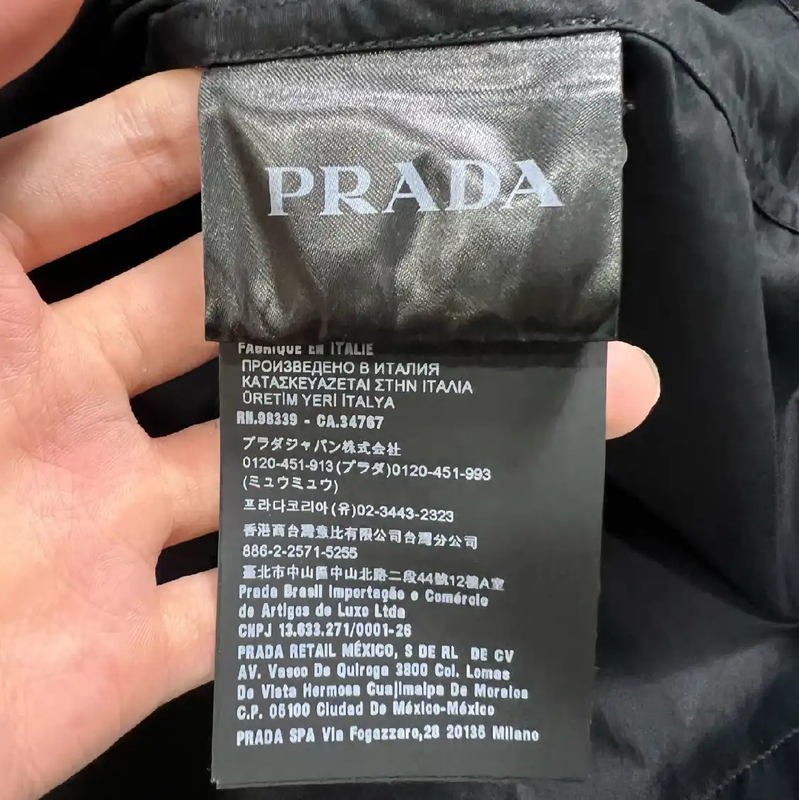 PRADA
FABRIQUE EN ITALIE
ПРОИЗВЕДЕНО В ИТАЛИЯ
ΚΑΤΑΣΚΕΥΑΖΕΤΑΙ ΣΤΗΝ ΙΤΑΛΙΑ
ÜRETİM YERİ İTALYA
RN.98339 - CA.34767
プラダジャパン株式会社
0120-451-913(プラダ)0120-451-993
(ミュウミュウ)
프라다코리아(유)02-3443-2323
香港商台灣意比有限公司台灣分公司
886-2-2571-5255
臺北市中山區中山北路二段44號12樓A室
Prada Brasil Importação e Comércio
de Artigos de Luxo Ltda
CNPJ 13.633.271/0001-26
PRADA RETAIL MÉXICO, S DE RL DE CV
AV. Vasco De Quiroga 3800 Col. Lomas
De Vista Hermosa Cuajimalpa De Morelos
C.P. 05100 Ciudad De México-México
PRADA SPA Via Fogazzaro,28 20135 Milano